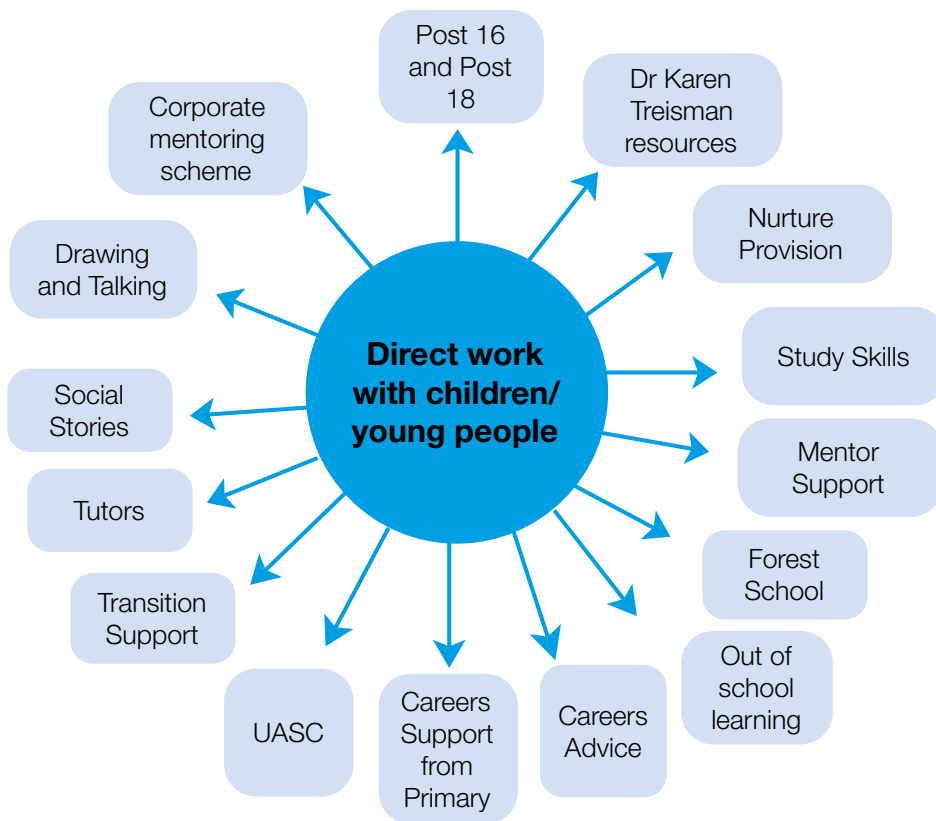 Post 16
and Post
18
Dr Karen
Treisman
resources
Nurture
Provision
Study Skills
Mentor
Support
Forest
School
Out of
school
learning
Careers
Advice
Careers
Support
from
Primary
UASC
Transition
Support
Tutors
Social
Stories
Drawing
and Talking
Corporate
mentoring
scheme
Direct work
with children/
young people